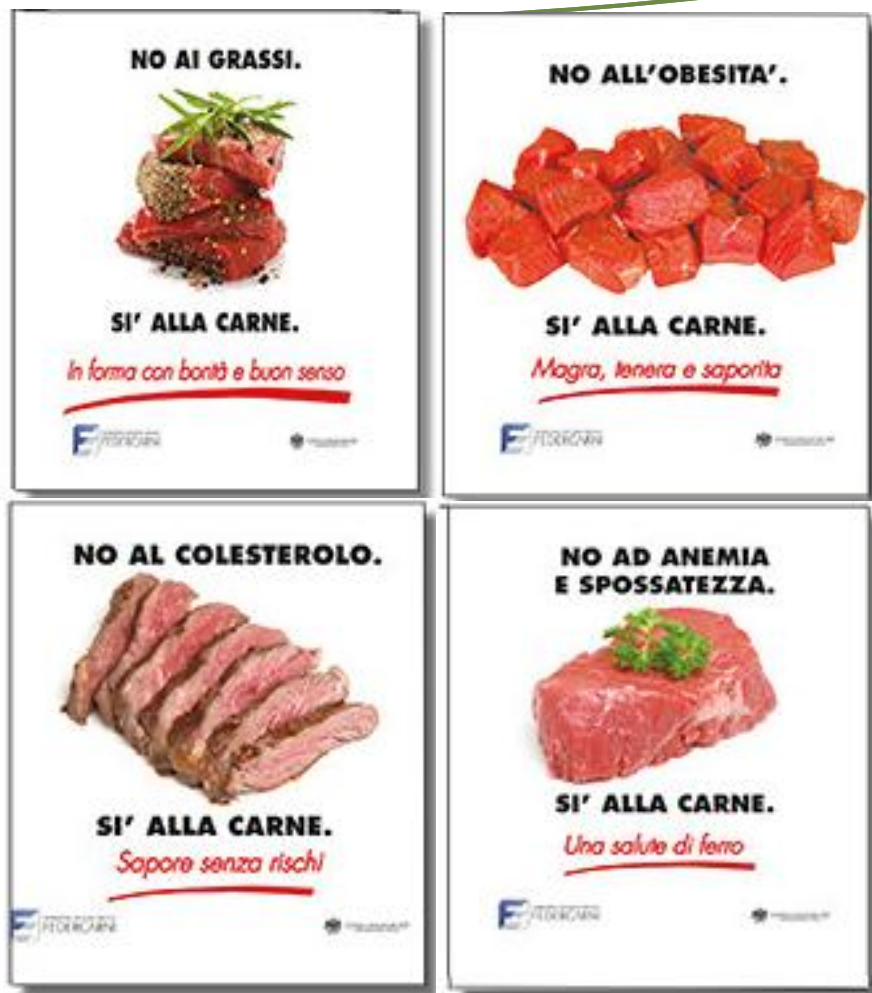 NO AI GRASSI.
SI' ALLA CARNE.
In forma con bontà e buon senso
FEDERCARNI
NO ALL'OBESITA'.
SI' ALLA CARNE.
Magra, tenera e saporita
FEDERCARNI
NO AL COLESTEROLO.
SI' ALLA CARNE.
Sapore senza rischi
FEDERCARNI
NO AD ANEMIA
E SPOSSATEZZA.
SI' ALLA CARNE.
Una salute di ferro
FEDERCARNI